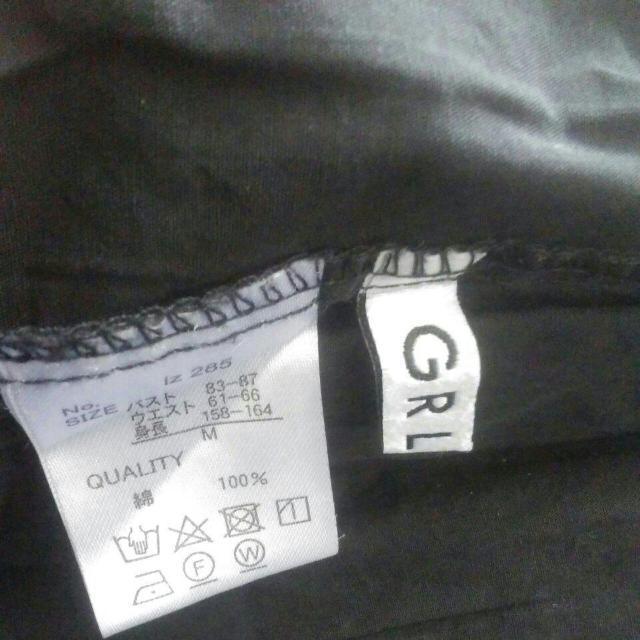 No. iz 285
SIZE バスト 83-87
ウエスト 61-66
身長 158-164
M
QUALITY
綿 100%
F W
GRL